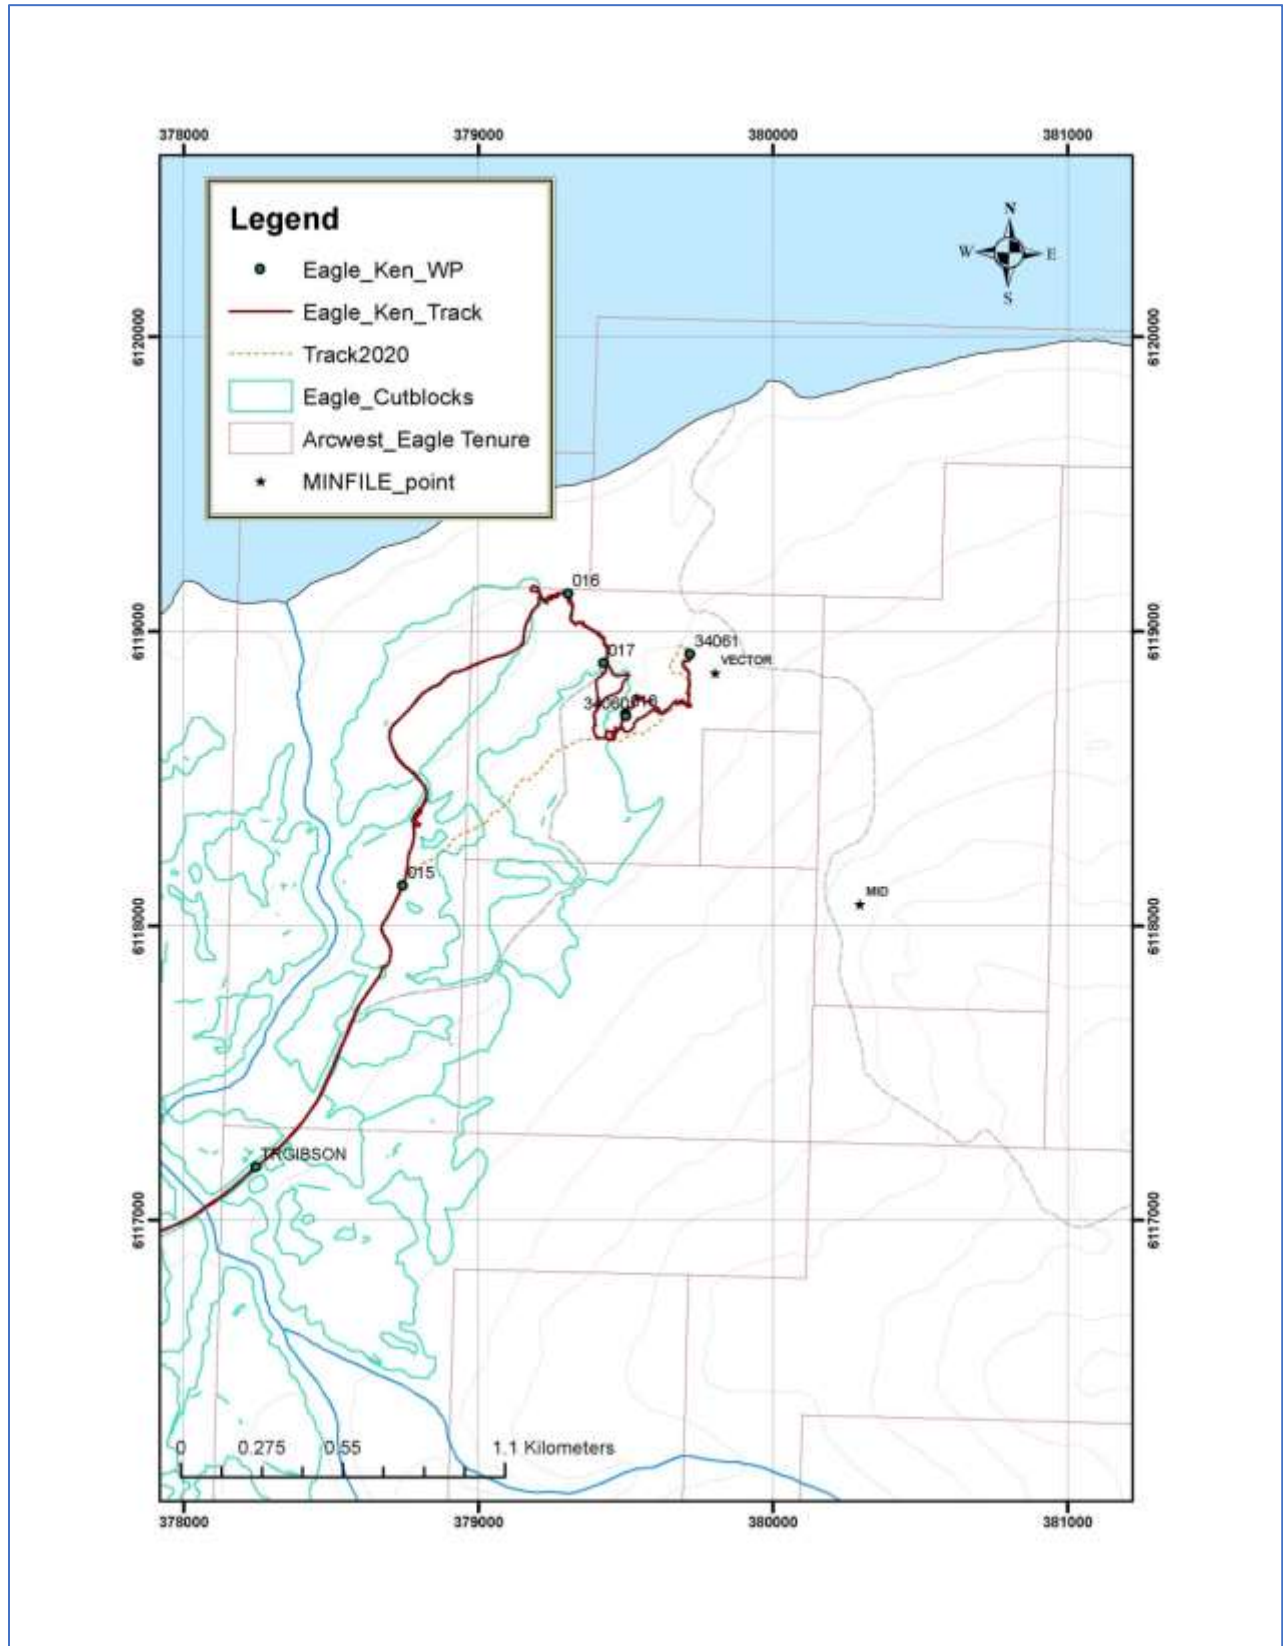 378000 379000 380000 381000
Legend
Eagle_Ken_WP
Eagle_Ken_Track
Track2020
Eagle_Cutblocks
Arcwest_Eagle Tenure
MINFILE_point
N
W E
S
6120000 6120000
016
6119000 6119000
017
34061
VECTOR
34060
015
MID
6118000 6118000
TRGIBSON
6117000 6117000
0 0.275 0.55 1.1 Kilometers
378000 379000 380000 381000